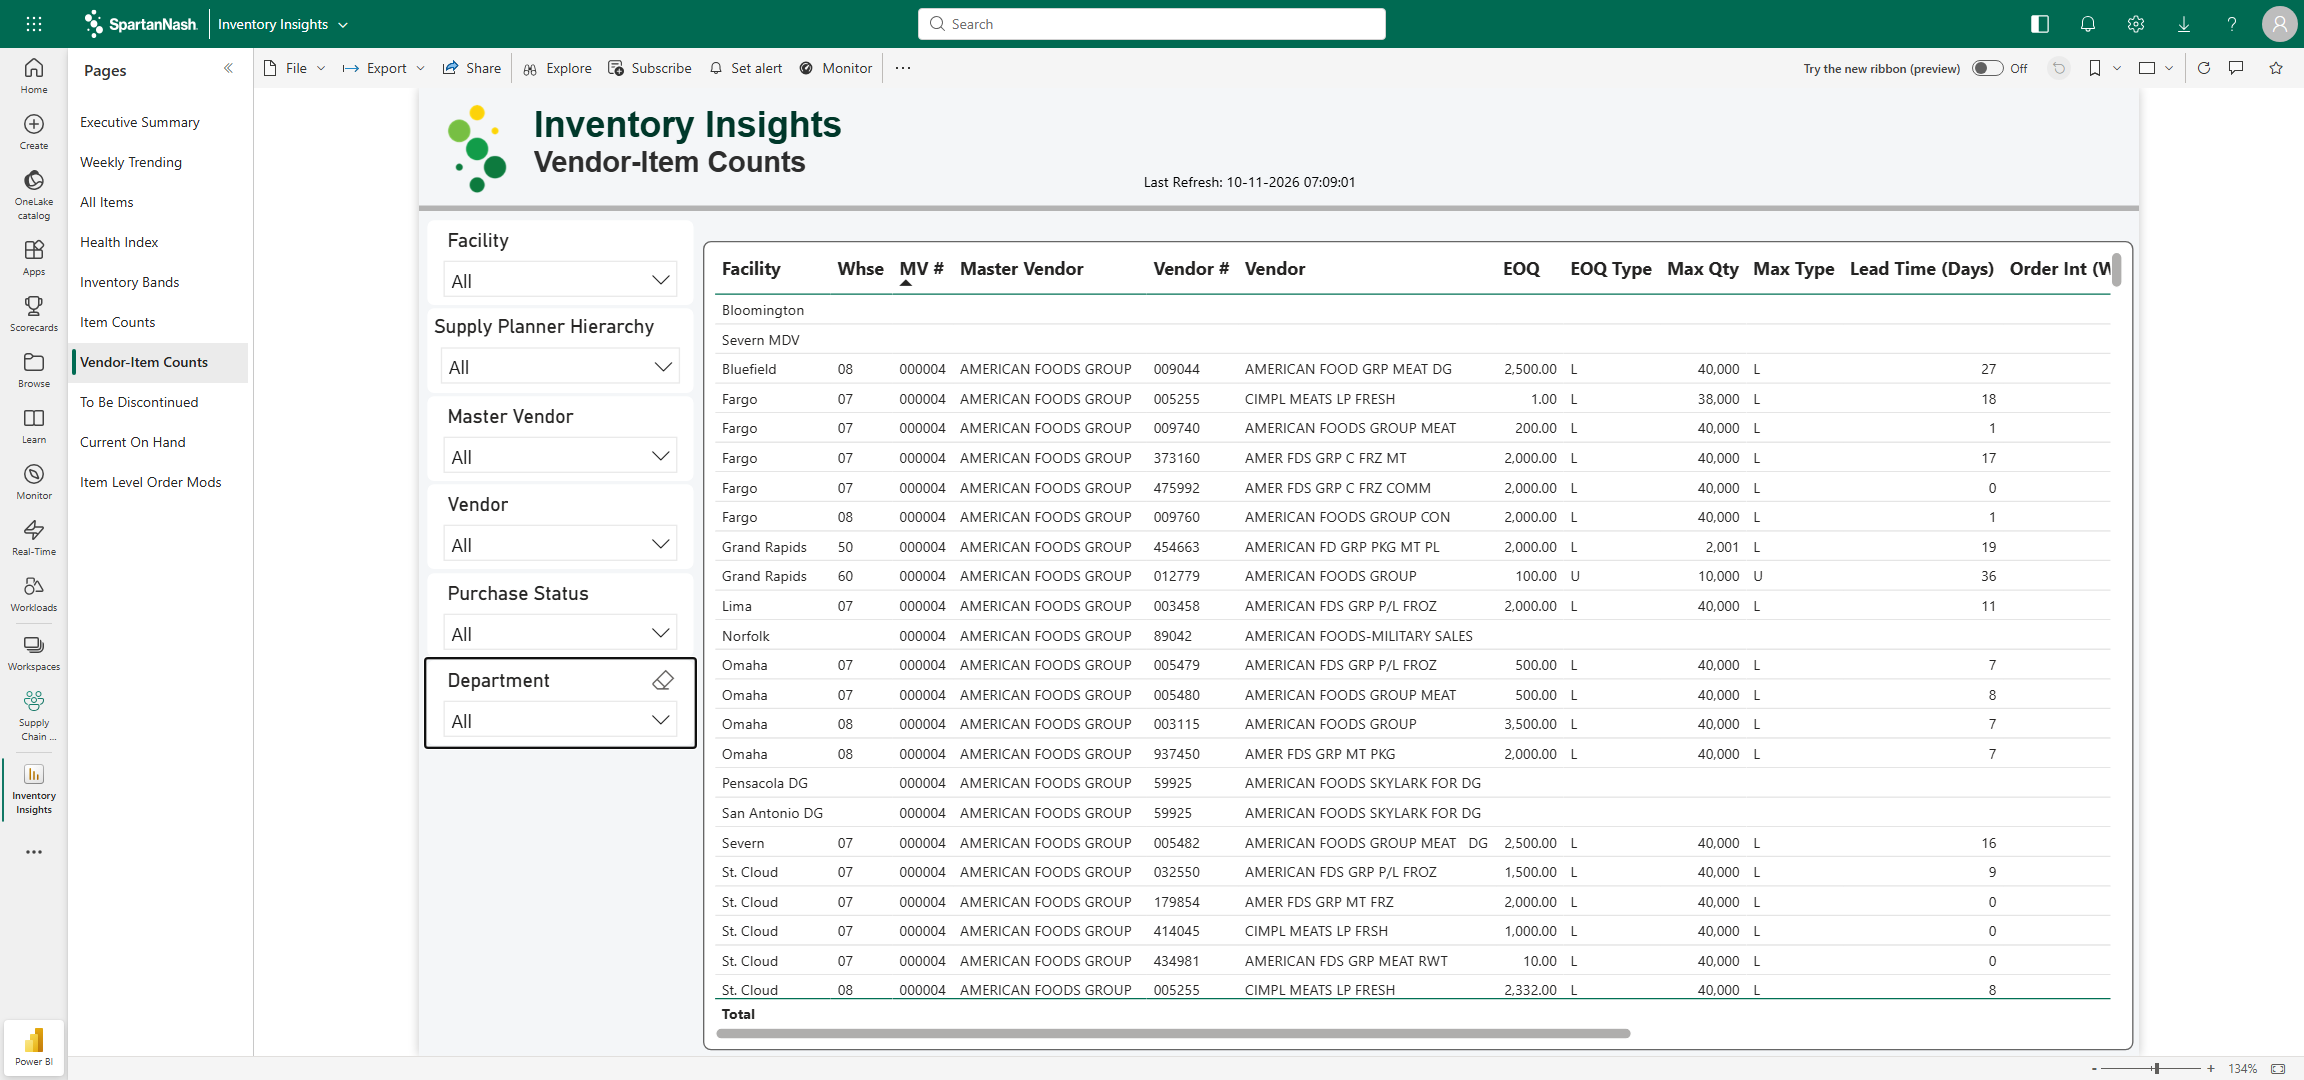 SpartanNash
Inventory Insights
Search
Home
Create
OneLake
catalog
Apps
Scorecards
Browse
Learn
Monitor
Real-Time
Workloads
Workspaces
Supply
Chain ...
Inventory
Insights
Power BI
Pages
Executive Summary
Weekly Trending
All Items
Health Index
Inventory Bands
Item Counts
Vendor-Item Counts
To Be Discontinued
Current On Hand
Item Level Order Mods
File Export Share Explore Subscribe Set alert Monitor ... Try the new ribbon (preview) Off
Inventory Insights
Vendor-Item Counts
Last Refresh: 10-11-2026 07:09:01
Facility
All
Supply Planner Hierarchy
All
Master Vendor
All
Vendor
All
Purchase Status
All
Department
All
Facility Whse MV # Master Vendor Vendor # Vendor EOQ EOQ Type Max Qty Max Type Lead Time (Days) Order Int (W
Bloomington
Severn MDV
Bluefield 08 000004 AMERICAN FOODS GROUP 009044 AMERICAN FOOD GRP MEAT DG 2,500.00 L 40,000 L 27
Fargo 07 000004 AMERICAN FOODS GROUP 005255 CIMPL MEATS LP FRESH 1.00 L 38,000 L 18
Fargo 07 000004 AMERICAN FOODS GROUP 009740 AMERICAN FOODS GROUP MEAT 200.00 L 40,000 L 1
Fargo 07 000004 AMERICAN FOODS GROUP 373160 AMER FDS GRP C FRZ MT 2,000.00 L 40,000 L 17
Fargo 07 000004 AMERICAN FOODS GROUP 475992 AMER FDS GRP C FRZ COMM 2,000.00 L 40,000 L 0
Fargo 08 000004 AMERICAN FOODS GROUP 009760 AMERICAN FOODS GROUP CON 2,000.00 L 40,000 L 1
Grand Rapids 50 000004 AMERICAN FOODS GROUP 454663 AMERICAN FD GRP PKG MT PL 2,000.00 L 2,001 L 19
Grand Rapids 60 000004 AMERICAN FOODS GROUP 012779 AMERICAN FOODS GROUP 100.00 U 10,000 U 36
Lima 07 000004 AMERICAN FOODS GROUP 003458 AMERICAN FDS GRP P/L FROZ 2,000.00 L 40,000 L 11
Norfolk 000004 AMERICAN FOODS GROUP 89042 AMERICAN FOODS-MILITARY SALES
Omaha 07 000004 AMERICAN FOODS GROUP 005479 AMERICAN FDS GRP P/L FROZ 500.00 L 40,000 L 7
Omaha 07 000004 AMERICAN FOODS GROUP 005480 AMERICAN FOODS GROUP MEAT 500.00 L 40,000 L 8
Omaha 08 000004 AMERICAN FOODS GROUP 003115 AMERICAN FOODS GROUP 3,500.00 L 40,000 L 7
Omaha 08 000004 AMERICAN FOODS GROUP 937450 AMER FDS GRP MT PKG 2,000.00 L 40,000 L 7
Pensacola DG 000004 AMERICAN FOODS GROUP 59925 AMERICAN FOODS SKYLARK FOR DG
San Antonio DG 000004 AMERICAN FOODS GROUP 59925 AMERICAN FOODS SKYLARK FOR DG
Severn 07 000004 AMERICAN FOODS GROUP 005482 AMERICAN FOODS GROUP MEAT DG 2,500.00 L 40,000 L 16
St. Cloud 07 000004 AMERICAN FOODS GROUP 032550 AMERICAN FDS GRP P/L FROZ 1,500.00 L 40,000 L 9
St. Cloud 07 000004 AMERICAN FOODS GROUP 179854 AMER FDS GRP MT FRZ 2,000.00 L 40,000 L 0
St. Cloud 07 000004 AMERICAN FOODS GROUP 414045 CIMPL MEATS LP FRSH 1,000.00 L 40,000 L 0
St. Cloud 07 000004 AMERICAN FOODS GROUP 434981 AMERICAN FDS GRP MEAT RWT 10.00 L 40,000 L 0
St. Cloud 08 000004 AMERICAN FOODS GROUP 005255 CIMPL MEATS LP FRESH 2,332.00 L 40,000 L 8
Total
- + 134%